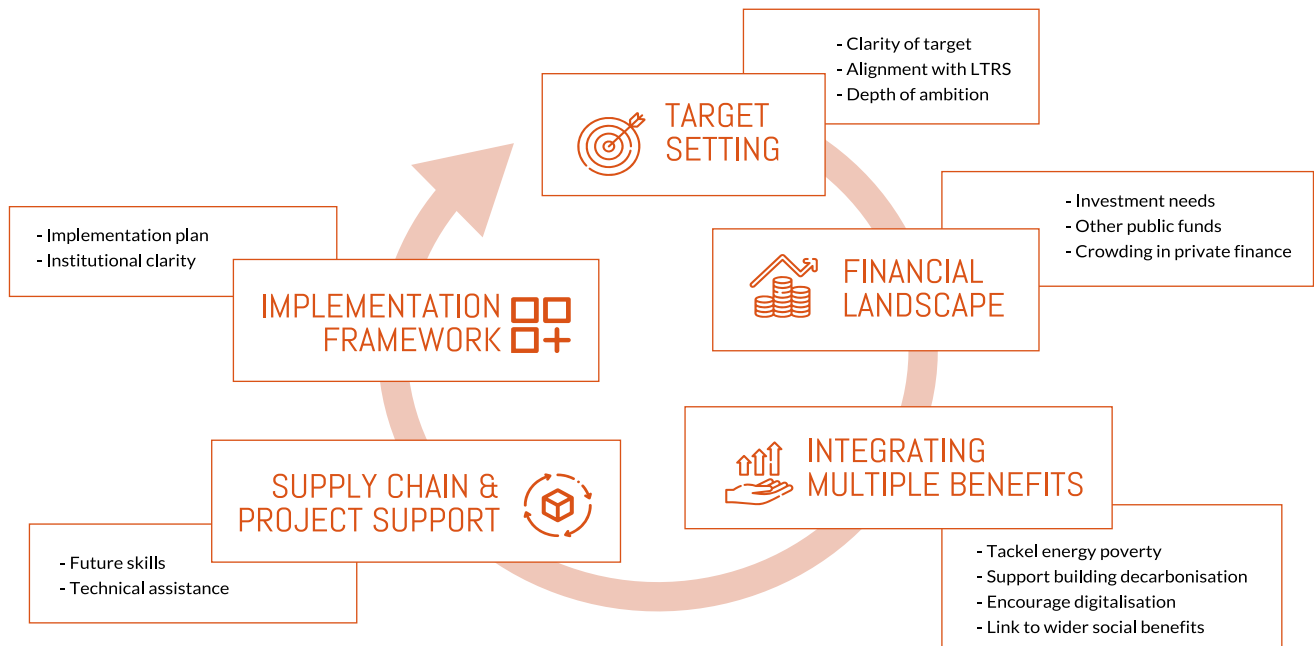 - Clarity of target
- Alignment with LTRS
- Depth of ambition
TARGET
SETTING
- Investment needs
- Other public funds
- Crowding in private finance
FINANCIAL
LANDSCAPE
INTEGRATING
MULTIPLE BENEFITS
- Tackel energy poverty
- Support building decarbonisation
- Encourage digitalisation
- Link to wider social benefits
SUPPLY CHAIN &
PROJECT SUPPORT
- Future skills
- Technical assistance
- Implementation plan
- Institutional clarity
IMPLEMENTATION
FRAMEWORK